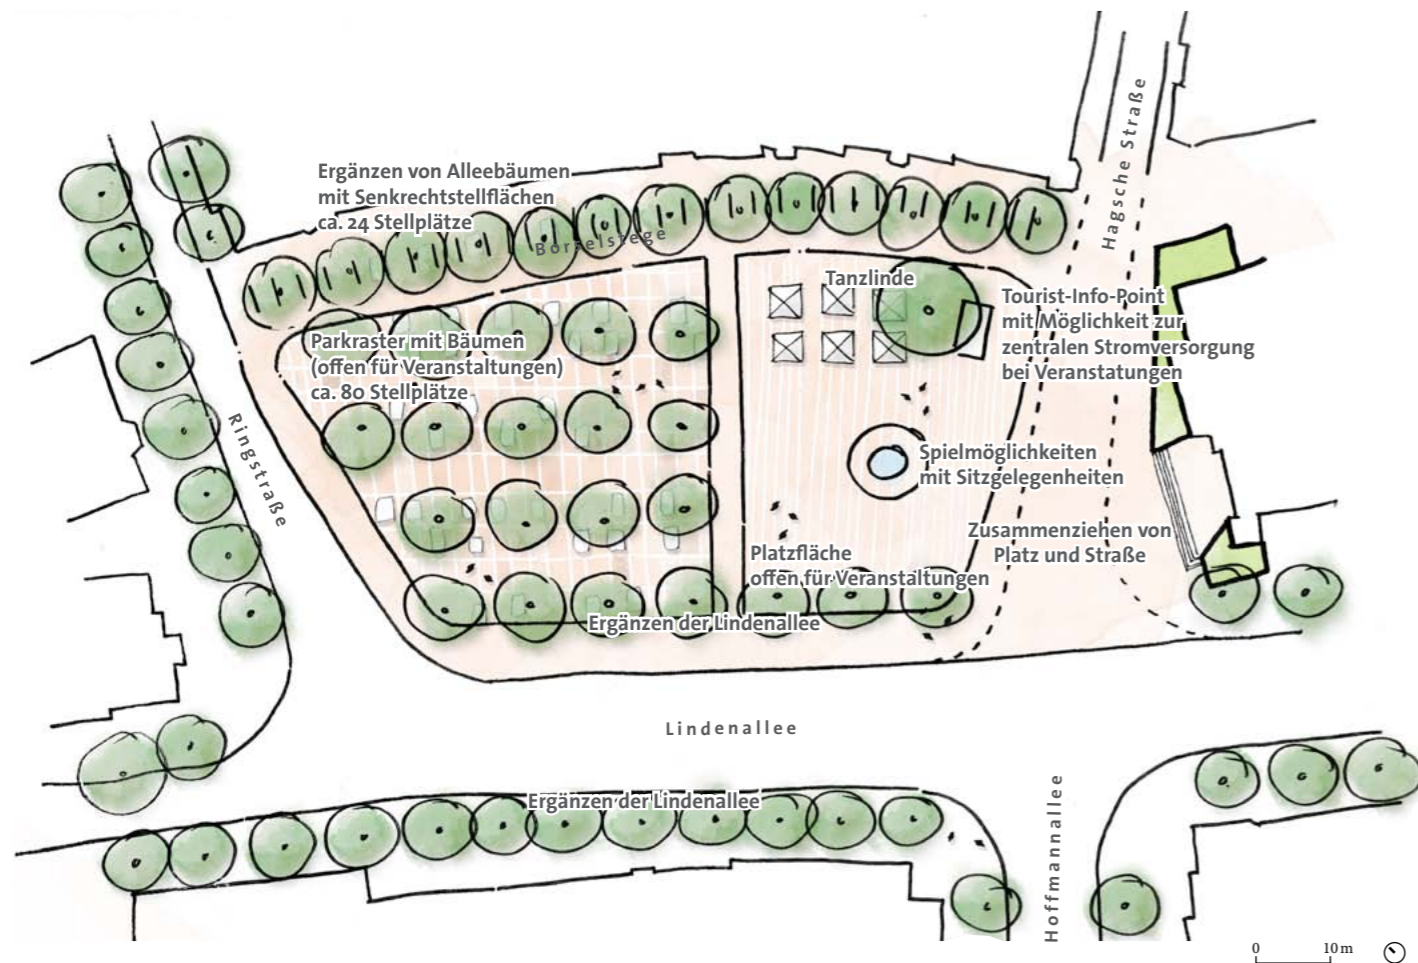 Ergänzen von Alleebäumen
mit Senkrechtstellflächen
ca. 24 Stellplätze
Borselstege
Hagsche Straße
Tanzlinde
Tourist-Info-Point
mit Möglichkeit zur
zentralen Stromversorgung
bei Veranstatungen
Parkraster mit Bäumen
(offen für Veranstaltungen)
ca. 80 Stellplätze
Ringstraße
Spielmöglichkeiten
mit Sitzgelegenheiten
Zusammenziehen von
Platz und Straße
Platzfläche
offen für Veranstaltungen
Ergänzen der Lindenallee
Lindenallee
Ergänzen der Lindenallee
Hoffmannallee
0 10 m